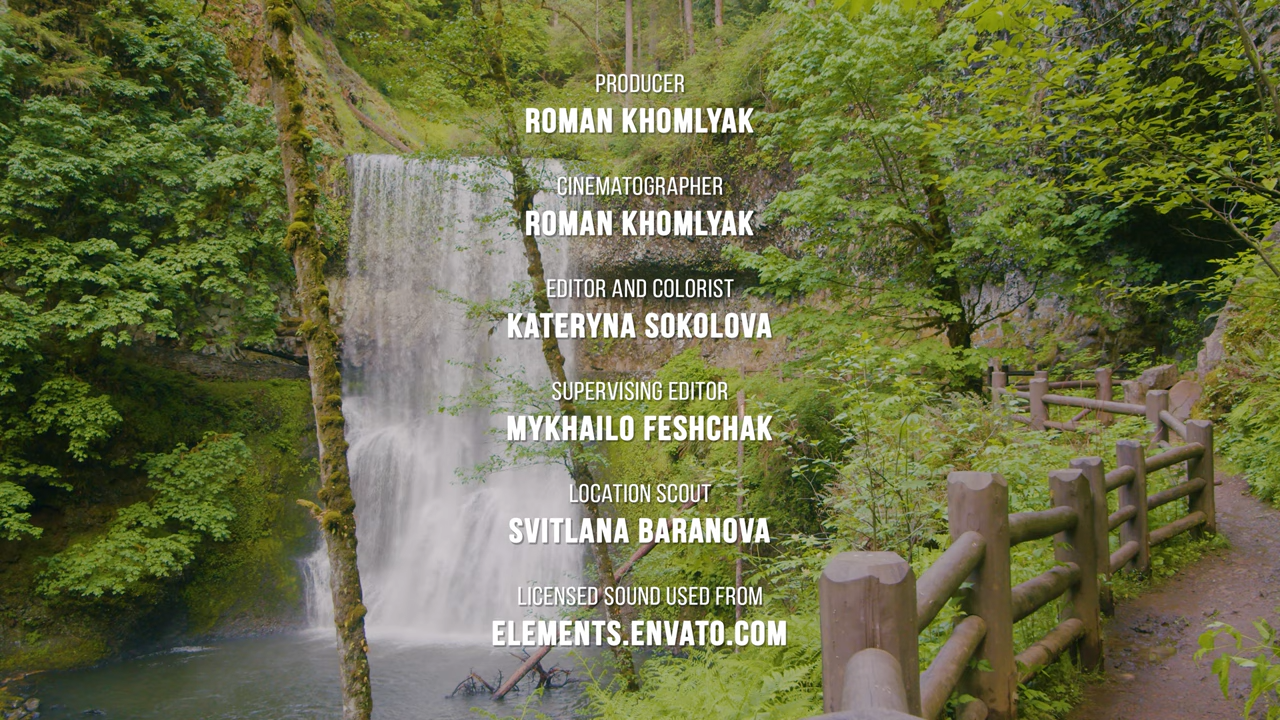 PRODUCER
ROMAN KHOMLYAK
CINEMATOGRAPHER
ROMAN KHOMLYAK
EDITOR AND COLORIST
KATERYNA SOKOLOVA
SUPERVISING EDITOR
MYKHAILO FESHCHAK
LOCATION SCOUT
SVITLANA BARANOVA
LICENSED SOUND USED FROM
ELEMENTS.ENVATO.COM